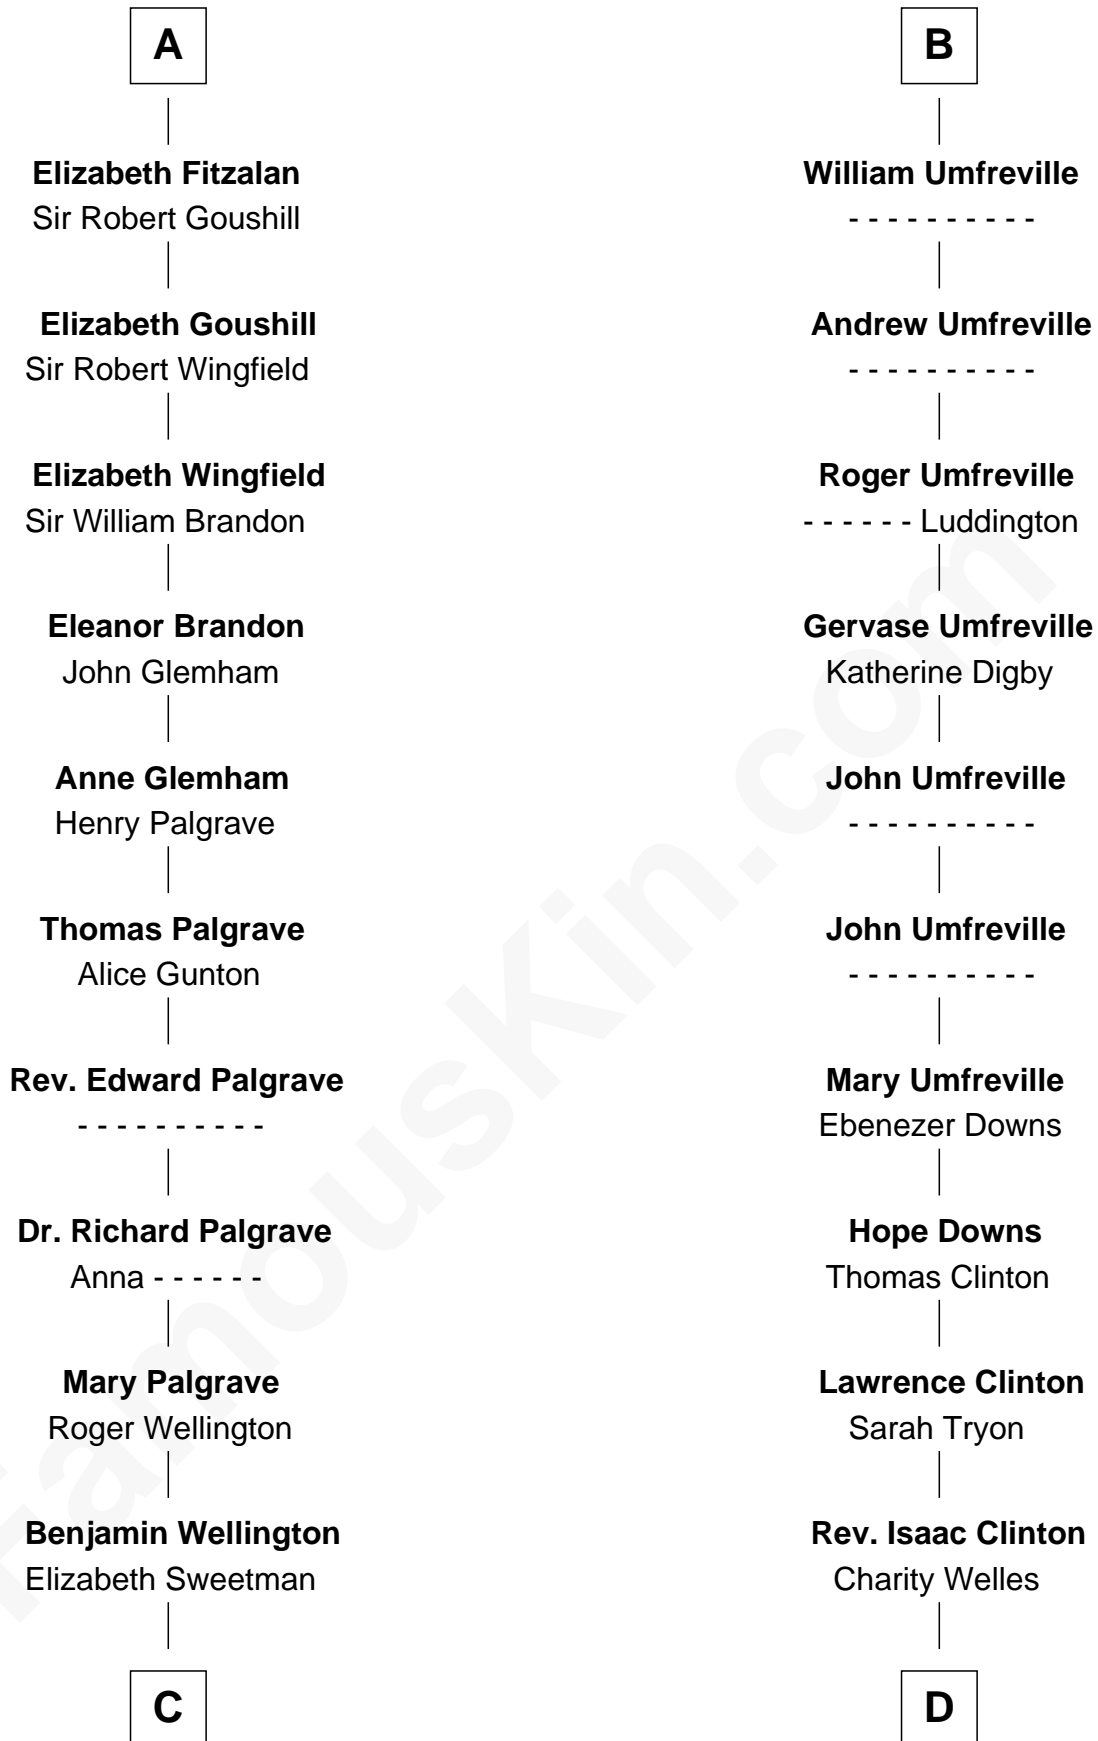 A
Elizabeth Fitzalan
Sir Robert Goushill
Elizabeth Goushill
Sir Robert Wingfield
Elizabeth Wingfield
Sir William Brandon
Eleanor Brandon
John Glemham
Anne Glemham
Henry Palgrave
Thomas Palgrave
Alice Gunton
Rev. Edward Palgrave
- - - - - - - - - -
Dr. Richard Palgrave
Anna - - - - - -
Mary Palgrave
Roger Wellington
Benjamin Wellington
Elizabeth Sweetman
C
B
William Umfreville
- - - - - - - - - -
Andrew Umfreville
- - - - - - - - - -
Roger Umfreville
- - - - - - Luddington
Gervase Umfreville
Katherine Digby
John Umfreville
- - - - - - - - - -
John Umfreville
- - - - - - - - - -
Mary Umfreville
Ebenezer Downs
Hope Downs
Thomas Clinton
Lawrence Clinton
Sarah Tryon
Rev. Isaac Clinton
Charity Welles
D
FamousKin.com